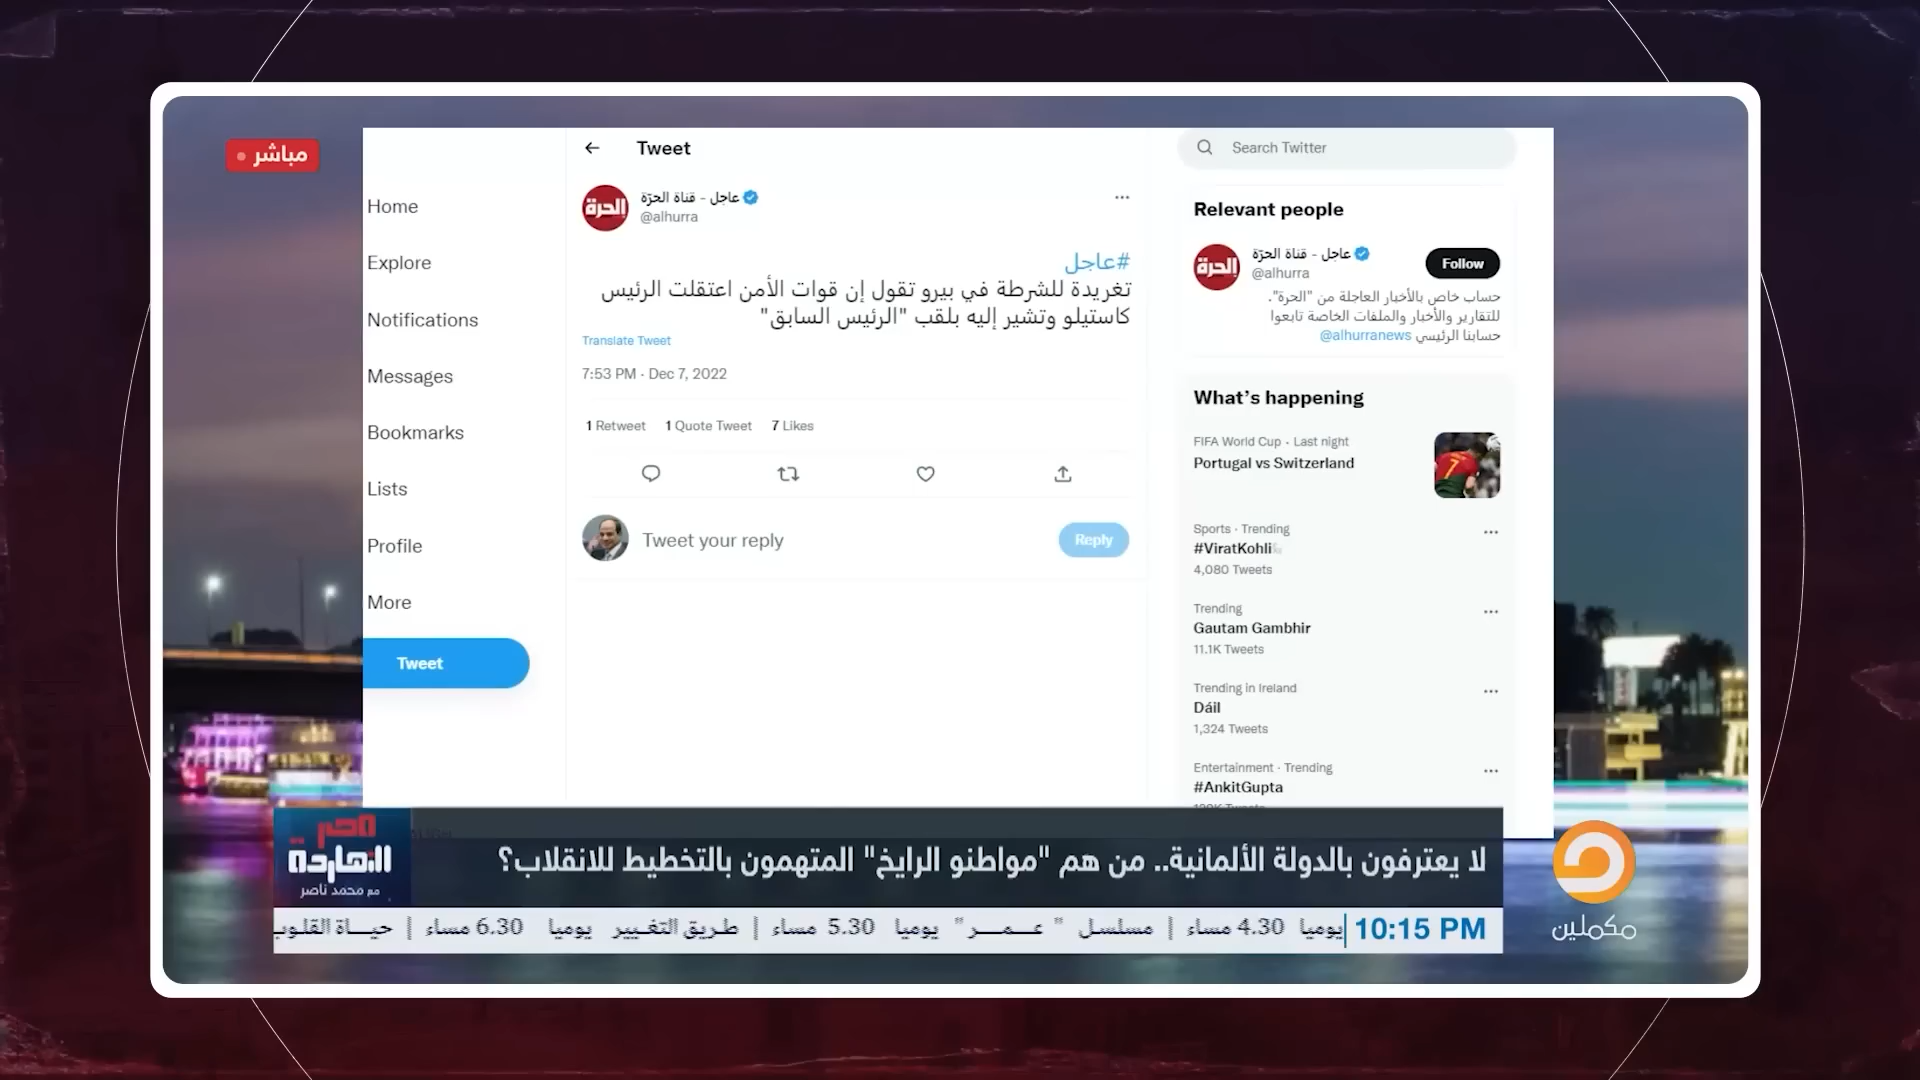 مباشر
Home
Explore
Notifications
Messages
Bookmarks
Lists
Profile
More
Tweet
Tweet
عاجل - قناة الحرّة
@alhurra
الحرة
#عاجل
تغريدة للشرطة في بيرو تقول إن قوات الأمن اعتقلت الرئيس
كاستيلو وتشير إليه بلقب "الرئيس السابق"
Translate Tweet
7:53 PM · Dec 7, 2022
1 Retweet 1 Quote Tweet 7 Likes
Tweet your reply
Reply
Search Twitter
Relevant people
الحرة
عاجل - قناة الحرّة
@alhurra
Follow
حساب خاص بالأخبار العاجلة من "الحرة".
للتقارير والأخبار والملفات الخاصة تابعوا
حسابنا الرئيسي @alhurranews
What's happening
FIFA World Cup · Last night
Portugal vs Switzerland
7
Sports · Trending
#ViratKohli
4,080 Tweets
Trending
Gautam Gambhir
11.1K Tweets
Trending in Ireland
Dáil
1,324 Tweets
Entertainment · Trending
#AnkitGupta
مصر
النهاردة
مع محمد ناصر
لا يعترفون بالدولة الألمانية.. من هم "مواطنو الرايخ" المتهمون بالتخطيط للانقلاب؟
10:15 PM
يوميا 4.30 مساء | مسلسل " عـــمـــر" يوميا 5.30 مساء | طريق التغيير يوميا 6.30 مساء | حيـــاة القلوب
مكملين